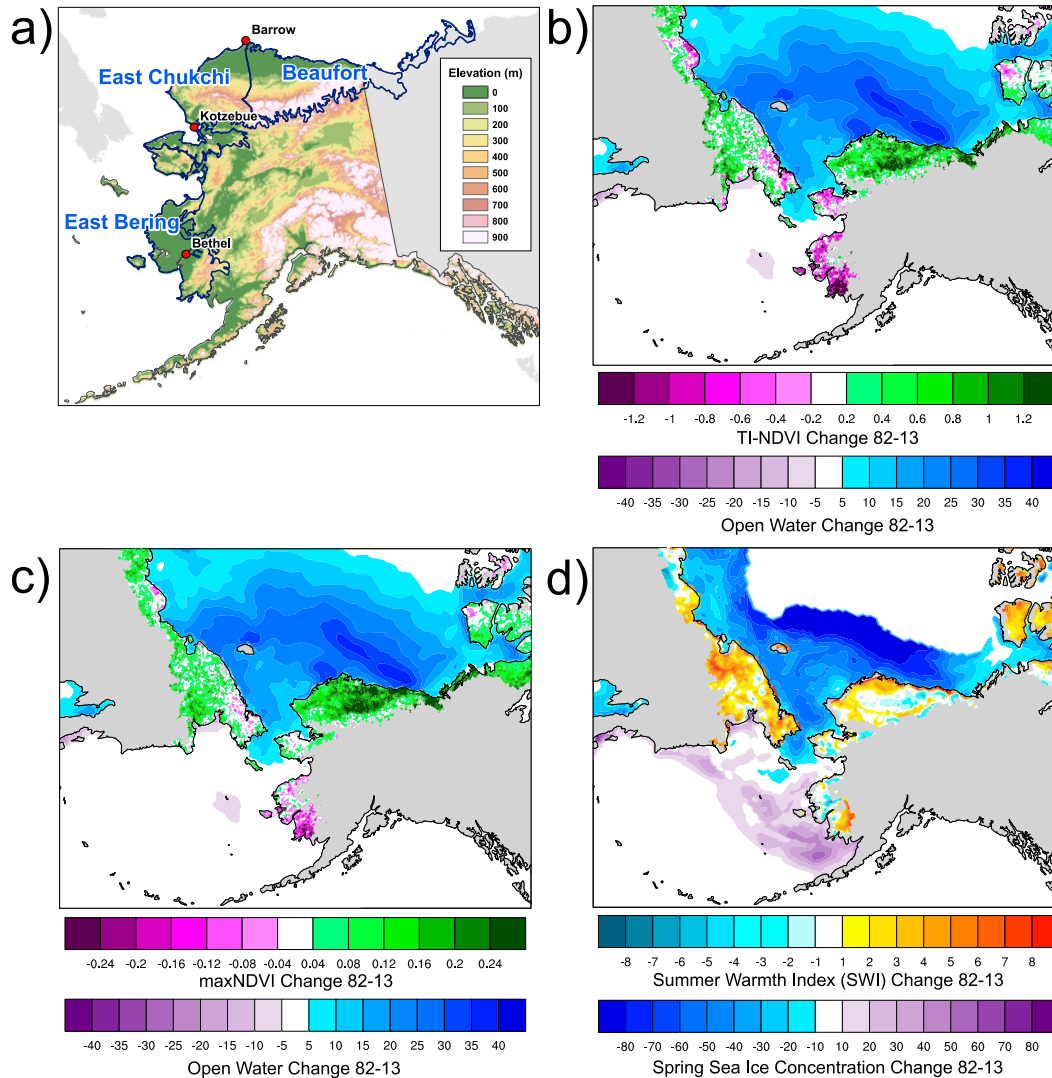 a)
Barrow
East Chukchi
Beaufort
Kotzebue
East Bering
Bethel
Elevation (m)
0
100
200
300
400
500
600
700
800
900
b)
-1.2 -1 -0.8 -0.6 -0.4 -0.2 0.2 0.4 0.6 0.8 1 1.2
TI-NDVI Change 82-13
-40 -35 -25 -20 -15 -10 -5 5 10 15 20 25 35 40
Open Water Change 82-13
c)
-0.24 -0.2 -0.16 -0.12 -0.08 -0.04 0.04 0.08 0.12 0.16 0.2 0.24
maxNDVI Change 82-13
-40 -35 -25 -20 -15 -10 -5 5 10 15 20 25 35 40
Open Water Change 82-13
d)
-8 -7 -6 -5 -4 -3 -2 -1 1 2 3 4 5 6 7 8
Summer Warmth Index (SWI) Change 82-13
-80 -70 -60 -50 -30 -20 -10 10 20 30 50 60 70 80
Spring Sea Ice Concentration Change 82-13